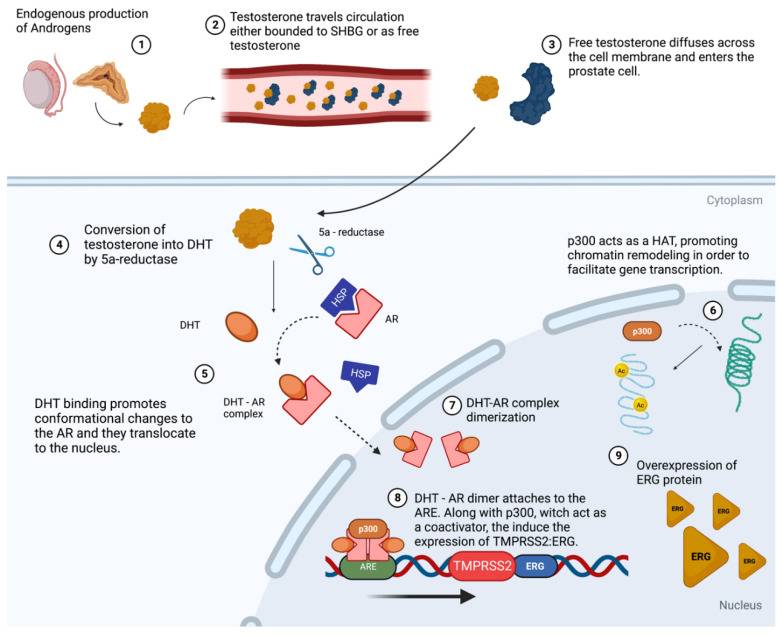 Endogenous production
of Androgens
1
2
Testosterone travels circulation
either bounded to SHBG or as free
testosterone
3
Free testosterone diffuses across
the cell membrane and enters the
prostate cell.
Cytoplasm
4
Conversion of
testosterone into DHT
by 5a-reductase
5a - reductase
HSP
AR
DHT
5
DHT binding promotes
conformational changes to
the AR and they translocate
to the nucleus.
DHT - AR
complex
HSP
p300 acts as a HAT, promoting
chromatin remodeling in order to
facilitate gene transcription.
6
p300
Ac
Ac
7
DHT-AR complex
dimerization
8
DHT - AR dimer attaches to the
ARE. Along with p300, witch act as
a coactivator, the induce the
expression of TMPRSS2:ERG.
p300
ARE
TMPRSS2
ERG
9
Overexpression of
ERG protein
ERG
ERG
ERG
ERG
Nucleus